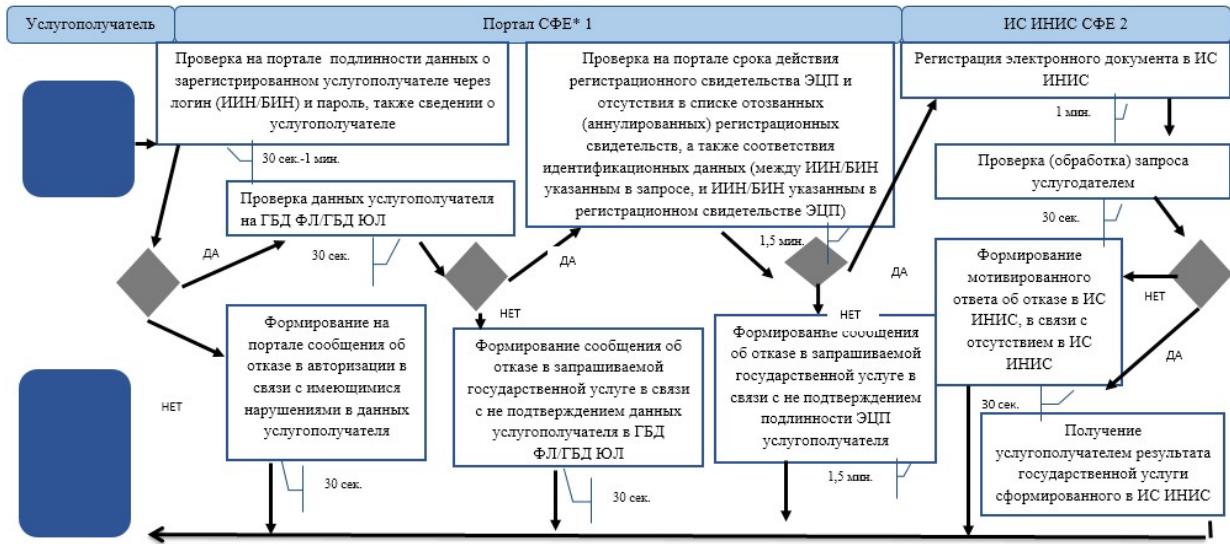 Услугополучатель
Портал СФЕ* 1
ИС ИНИС СФЕ 2
Проверка на портале подлинности данных о
зарегистрированном услугополучателе через
логин (ИИН/БИН) и пароль, также сведении о
услугополучателе
30 сек.-1 мин.
Проверка данных услугополучателя
на ГБД ФЛ/ГБД ЮЛ
30 сек.
ДА
НЕТ
Формирование на
портале сообщения об
отказе в авторизации в
связи с имеющимися
нарушениями в данных
услугополучателя
30 сек.
Проверка на портале срока действия
регистрационного свидетельства ЭЦП и
отсутствия в списке отозванных
(аннулированных) регистрационных
свидетельств, а также соответствия
идентификационных данных (между ИИН/БИН
указанным в запросе, и ИИН/БИН указанным в
регистрационном свидетельстве ЭЦП)
1,5 мин.
ДА
НЕТ
Формирование сообщения об
отказе в запрашиваемой
государственной услуге в связи
с не подтверждением данных
услугополучателя в ГБД
ФЛ/ГБД ЮЛ
30 сек.
ДА
НЕТ
Формирование сообщения
об отказе в запрашиваемой
государственной услуге в
связи с не подтверждением
подлинности ЭЦП
услугополучателя
1,5 мин.
Регистрация электронного документа в ИС
ИНИС
1 мин.
Проверка (обработка) запроса
услугодателем
30 сек.
Формирование
мотивированного
ответа об отказе в ИС
ИНИС, в связи с
отсутствием в ИС
ИНИС
НЕТ
ДА
30 сек.
Получение
услугополучателем результата
государственной услуги
сформированного в ИС ИНИС